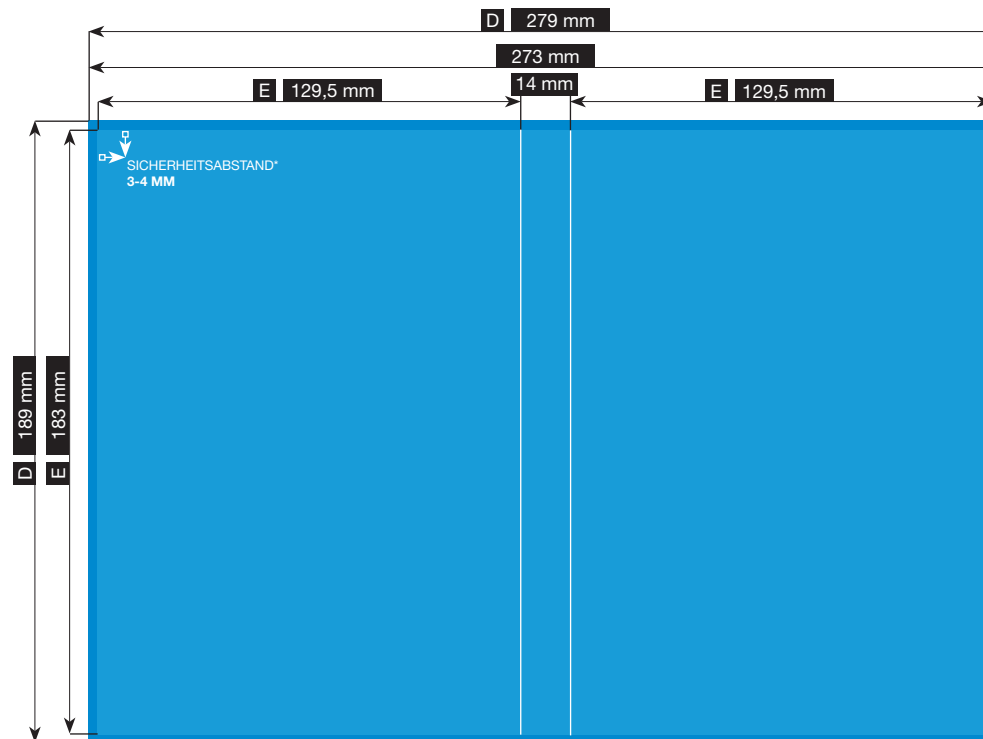 D 279 mm
273 mm
E 129,5 mm
14 mm
E 129,5 mm
SICHERHEITSABSTAND*
3-4 MM
D 189 mm
E 183 mm